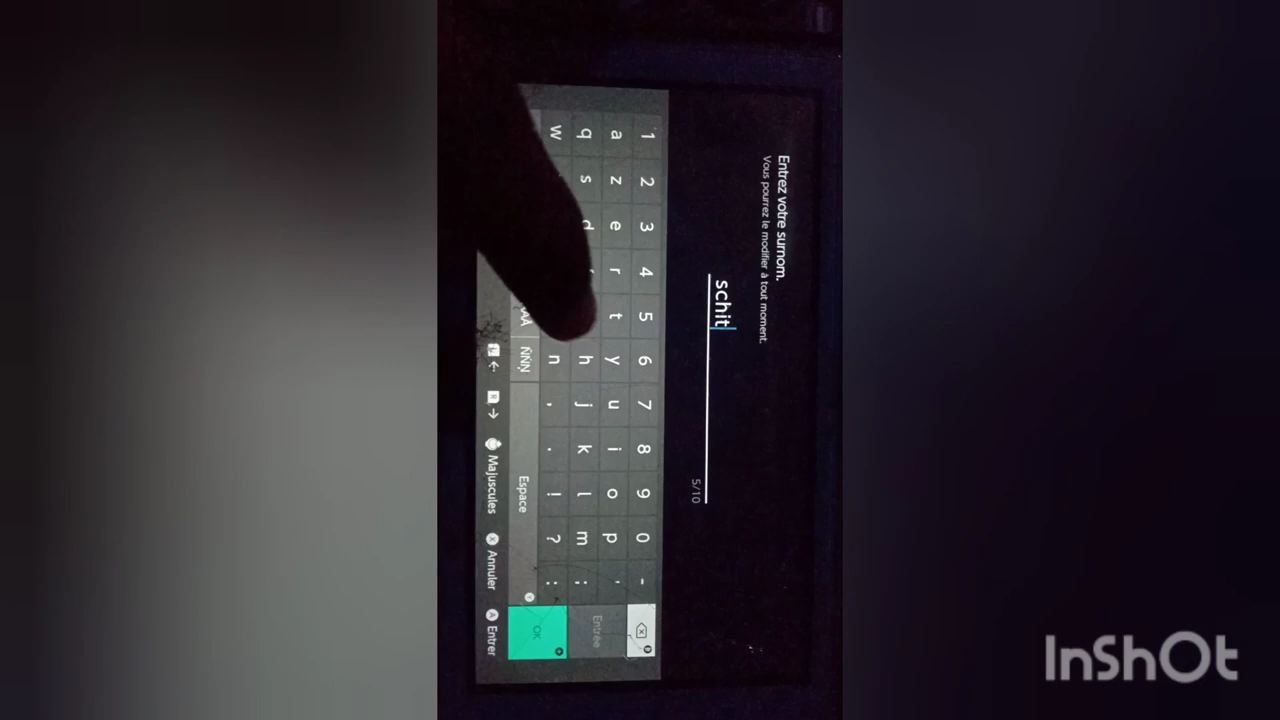 Entrez votre surnom.
Vous pourrez le modifier à tout moment.
schit
5/10
1 2 3 4 5 6 7 8 9 0 -
a z e r t y u i o p '
q s d h j k l m ; Entrée
w n , . ! ? : OK
ÑÑŅ Espace
L ← R → Majuscules X Annuler A Entrer
InShOt